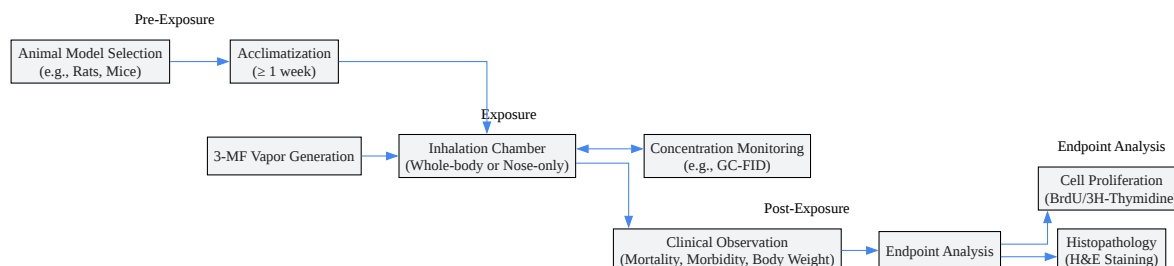 Pre-Exposure
Animal Model Selection
(e.g., Rats, Mice)
Acclimatization
(≥ 1 week)
Exposure
3-MF Vapor Generation
Inhalation Chamber
(Whole-body or Nose-only)
Concentration Monitoring
(e.g., GC-FID)
Post-Exposure
Clinical Observation
(Mortality, Morbidity, Body Weight)
Endpoint Analysis
Endpoint Analysis
Cell Proliferation
(BrdU/3H-Thymidine
Histopathology
(H&E Staining)